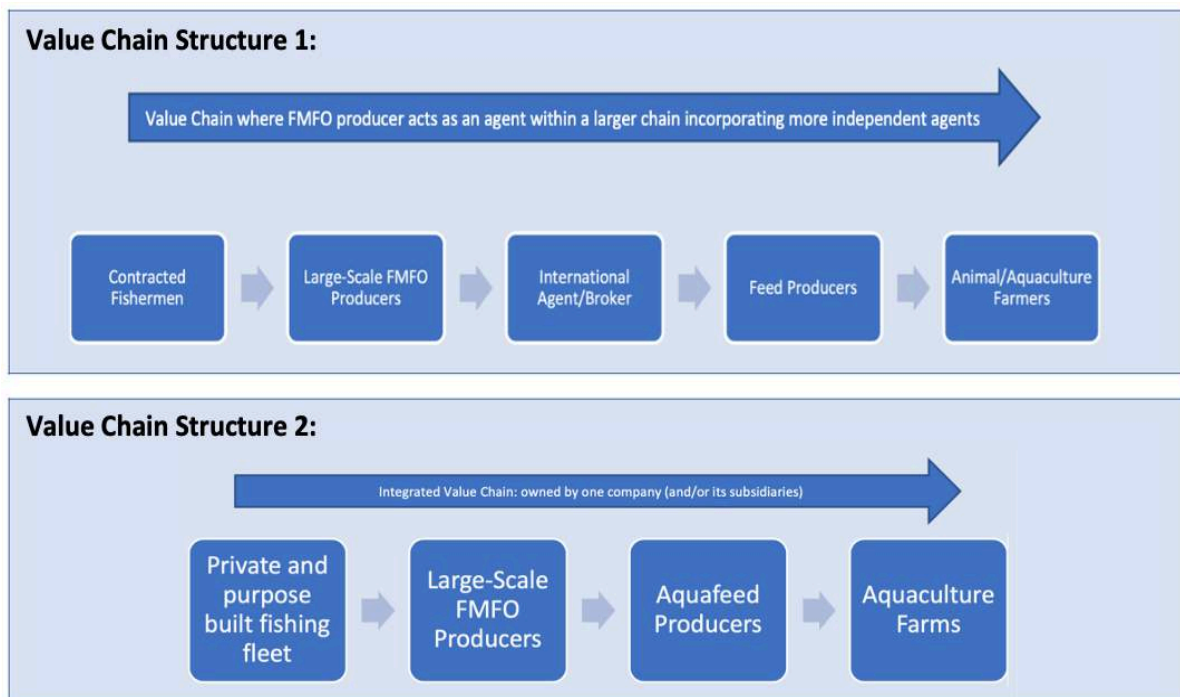 Value Chain Structure 1:
Value Chain where FMFO producer acts as an agent within a larger chain incorporating more independent agents
Contracted
Fishermen
Large-Scale FMFO
Producers
International
Agent/Broker
Feed Producers
Animal/Aquaculture
Farmers
Value Chain Structure 2:
Integrated Value Chain: owned by one company (and/or its subsidiaries)
Private and
purpose
built fishing
fleet
Large-Scale
FMFO
Producers
Aquafeed
Producers
Aquaculture
Farms